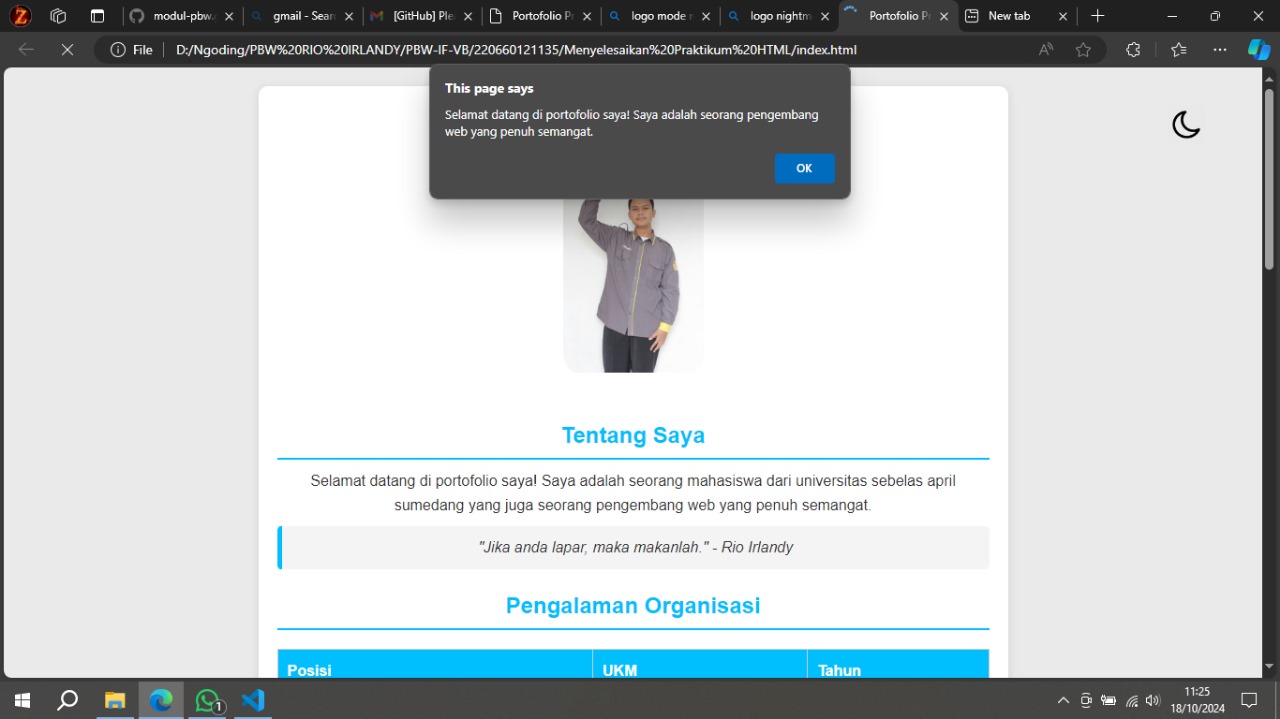 modul-pbw.
gmail - Sear
[GitHub] Ple
Portofolio P
logo mode
logo nightm
Portofolio P
New tab
File
D:/Ngoding/PBW%20RIO%20IRLANDY/PBW-IF-VB/220660121135/Menyelesaikan%20Praktikum%20HTML/index.html
This page says
Selamat datang di portofolio saya! Saya adalah seorang pengembang
web yang penuh semangat.
OK
Tentang Saya
Selamat datang di portofolio saya! Saya adalah seorang mahasiswa dari universitas sebelas april
sumedang yang juga seorang pengembang web yang penuh semangat.
"Jika anda lapar, maka makanlah." - Rio Irlandy
Pengalaman Organisasi
Posisi UKM Tahun
1
11:25
18/10/2024